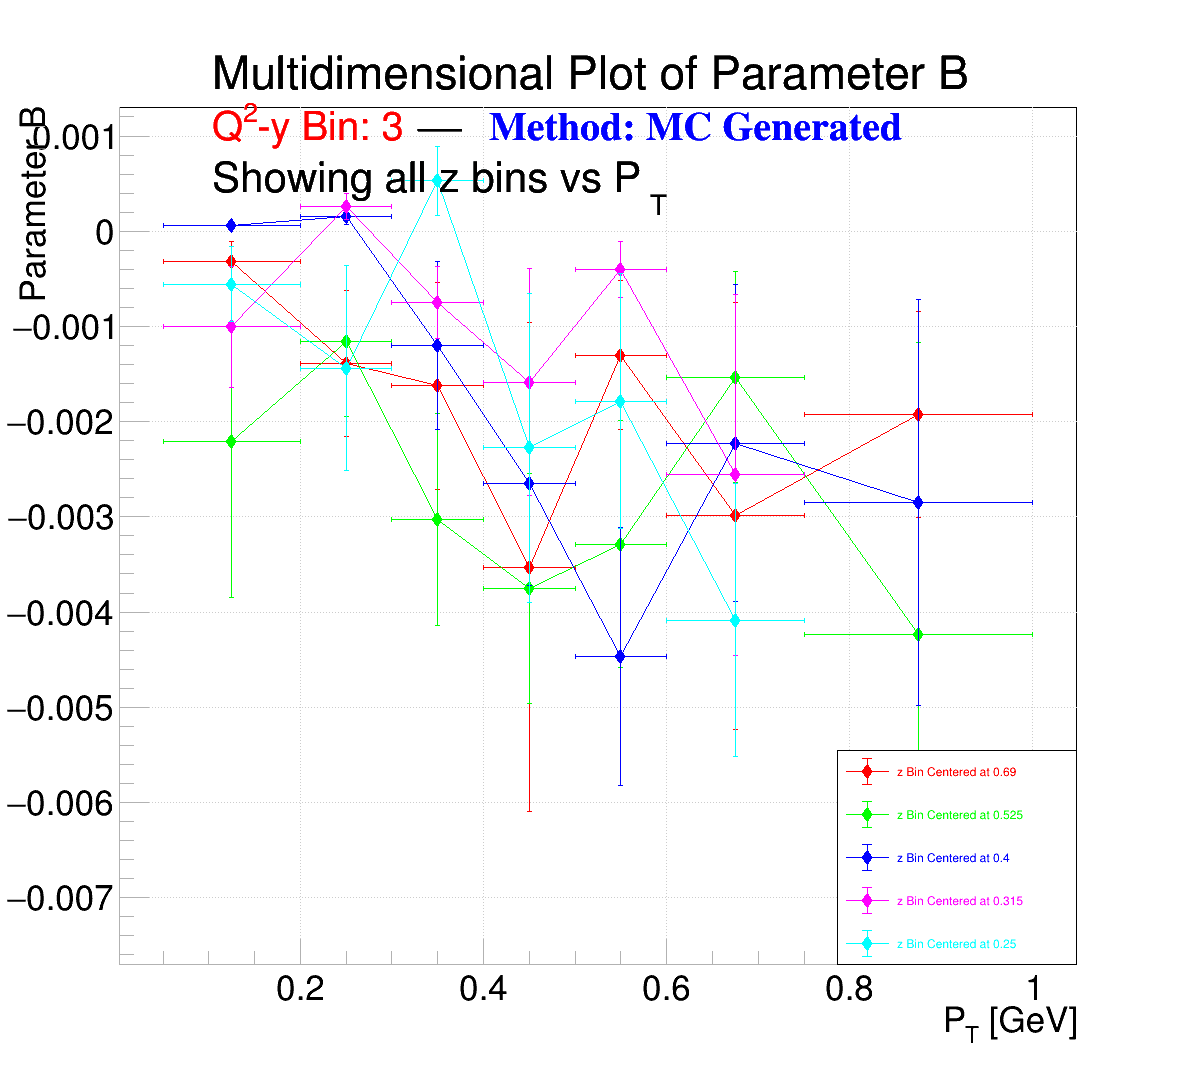 Multidimensional Plot of Parameter B
Q²-y Bin: 3 — Method: MC Generated
Showing all z bins vs P_T
Parameter B
0.001
0
−0.001
−0.002
−0.003
−0.004
−0.005
−0.006
−0.007
z Bin Centered at 0.69
z Bin Centered at 0.525
z Bin Centered at 0.4
z Bin Centered at 0.315
z Bin Centered at 0.25
0.2 0.4 0.6 0.8 1
P_T [GeV]